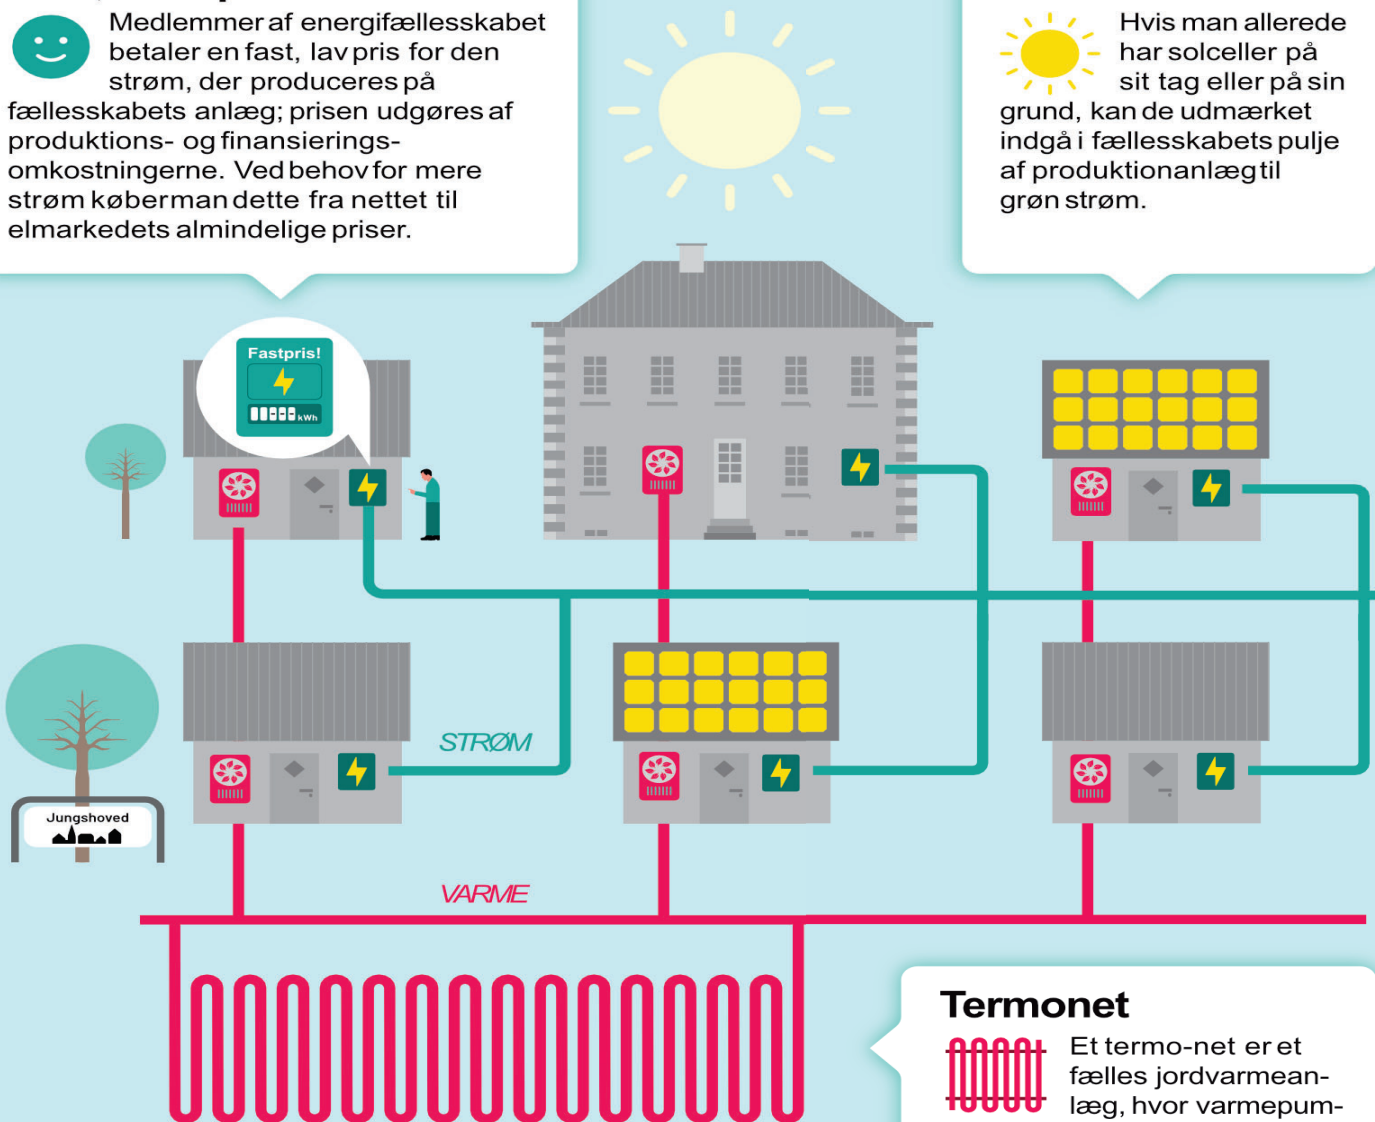 Medlemmer af energifællesskabet
betaler en fast, lav pris for den
strøm, der produceres på
fællesskabets anlæg; prisen udgøres af
produktions- og finansierings-
omkostningerne. Ved behov for mere
strøm køber man dette fra nettet til
elmarkedets almindelige priser.
Hvis man allerede
har solceller på
sit tag eller på sin
grund, kan de udmærket
indgå i fællesskabets pulje
af produktionanlæg til
grøn strøm.
Fastpris!
kWh
STRØM
Jungshoved
VARME
Termonet
Et termo-net er et
fælles jordvarmean-
læg, hvor varmepum-